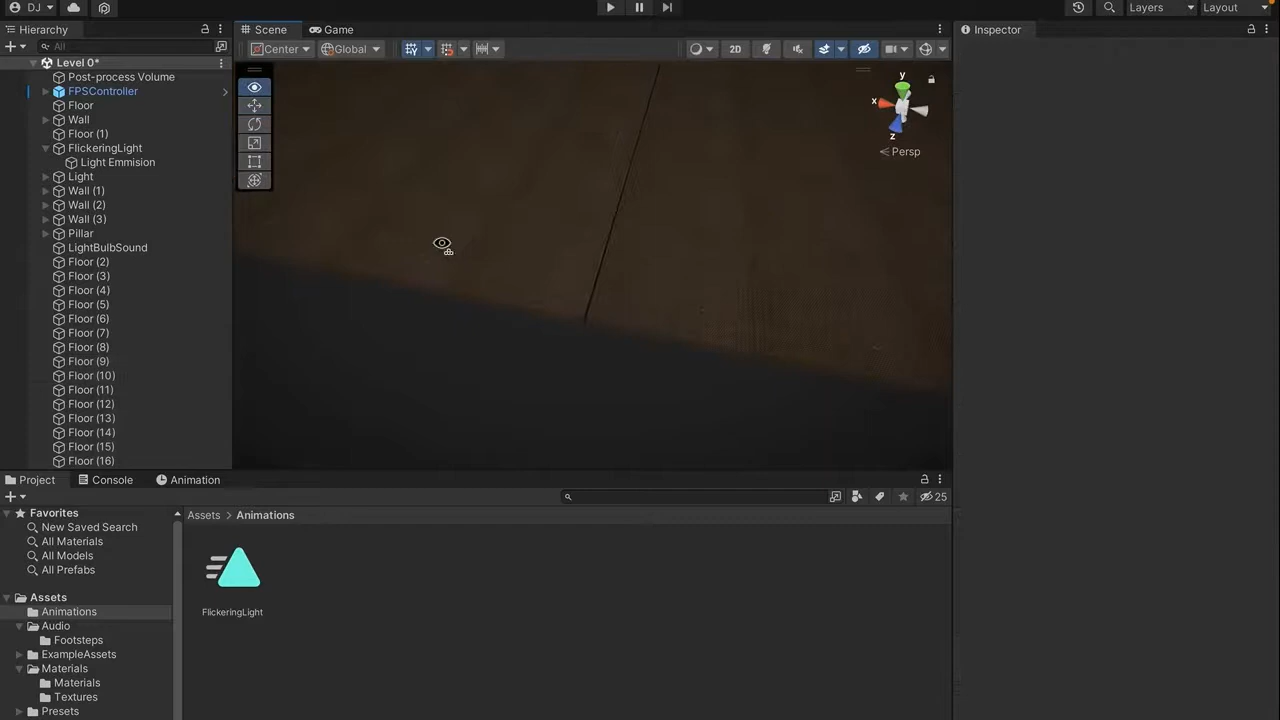 DJ
Layers
Layout
Hierarchy
Scene
Game
Inspector
All
Center
Global
2D
Level 0*
Post-process Volume
FPSController
Floor
Wall
Floor (1)
FlickeringLight
Light Emmision
Light
Wall (1)
Wall (2)
Wall (3)
Pillar
LightBulbSound
Floor (2)
Floor (3)
Floor (4)
Floor (5)
Floor (6)
Floor (7)
Floor (8)
Floor (9)
Floor (10)
Floor (11)
Floor (12)
Floor (13)
Floor (14)
Floor (15)
Floor (16)
y
x
z
Persp
Project
Console
Animation
25
Favorites
New Saved Search
All Materials
All Models
All Prefabs
Assets
Animations
Audio
Footsteps
ExampleAssets
Materials
Materials
Textures
Presets
Assets > Animations
FlickeringLight